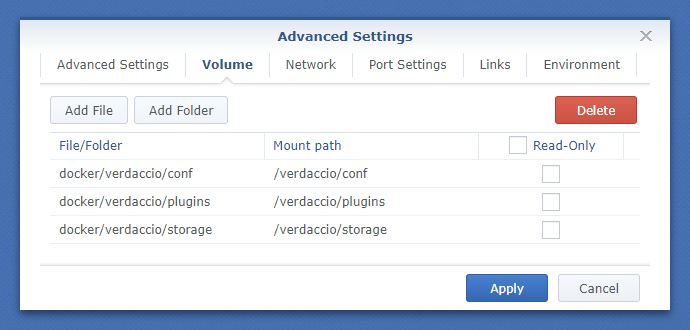 Advanced Settings
Advanced Settings Volume Network Port Settings Links Environment
Add File Add Folder Delete
File/Folder Mount path Read-Only
docker/verdaccio/conf /verdaccio/conf
docker/verdaccio/plugins /verdaccio/plugins
docker/verdaccio/storage /verdaccio/storage
Apply Cancel